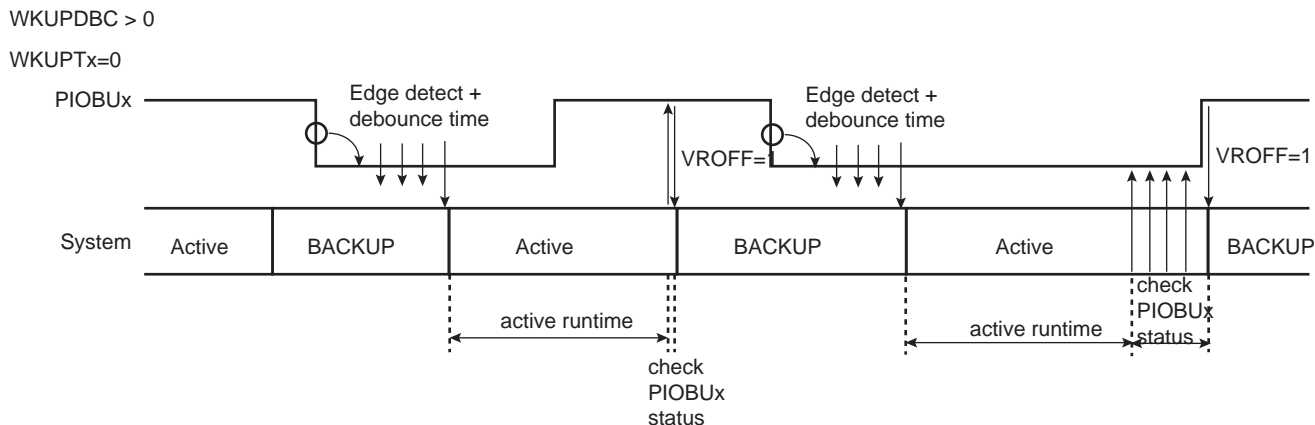 WKUPDBC > 0
WKUPTx=0
PIOBUx
Edge detect +
debounce time
VROFF=1
Edge detect +
debounce time
VROFF=1
System
Active
BACKUP
Active
BACKUP
Active
BACKUP
active runtime
check
PIOBUx
status
active runtime
check
PIOBUx
status